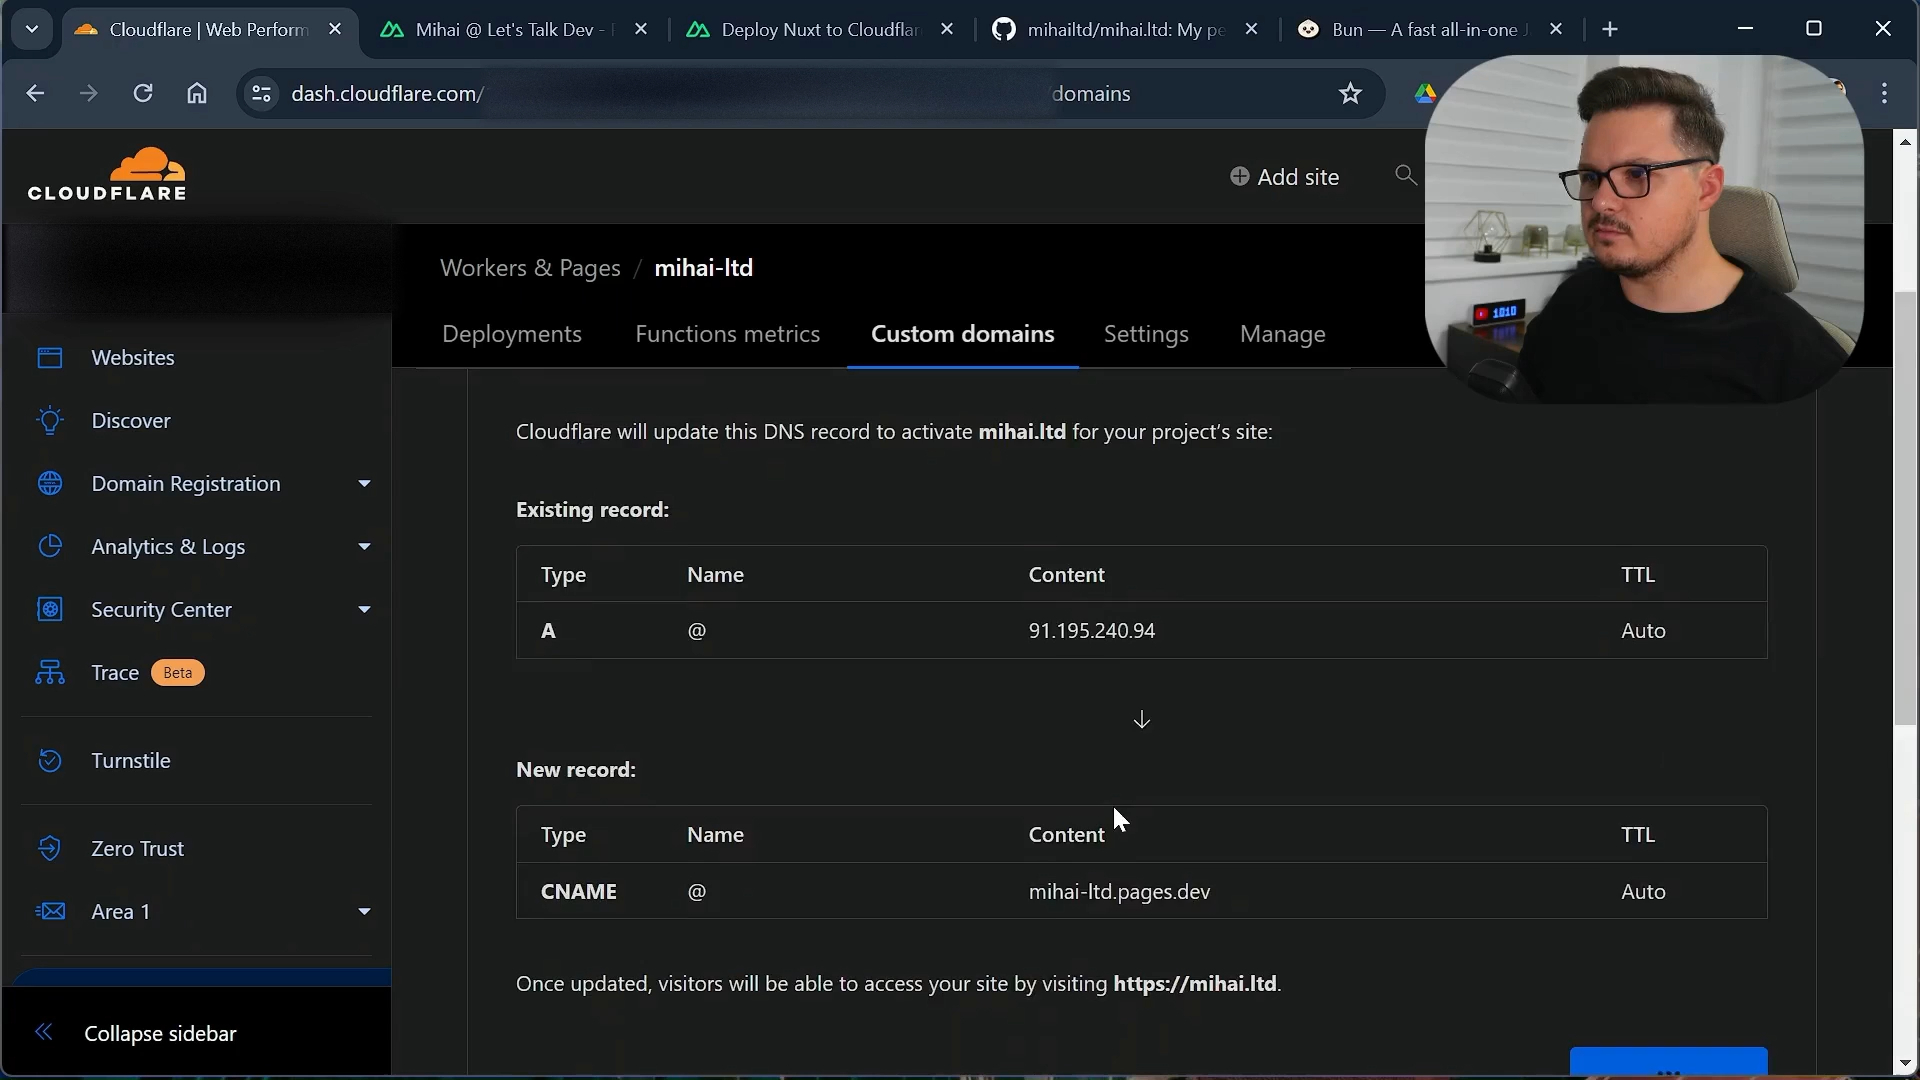 Cloudflare | Web Perform
Mihai @ Let's Talk Dev -
Deploy Nuxt to Cloudflar
mihailtd/mihai.ltd: My pe
Bun — A fast all-in-one J
dash.cloudflare.com/ domains
CLOUDFLARE
Add site
Workers & Pages / mihai-ltd
Deployments Functions metrics Custom domains Settings Manage
1010
Websites
Discover
Domain Registration
Analytics & Logs
Security Center
Trace Beta
Turnstile
Zero Trust
Area 1
Collapse sidebar
Cloudflare will update this DNS record to activate mihai.ltd for your project's site:
Existing record:
Type Name Content TTL
A @ 91.195.240.94 Auto
New record:
Type Name Content TTL
CNAME @ mihai-ltd.pages.dev Auto
Once updated, visitors will be able to access your site by visiting https://mihai.ltd.